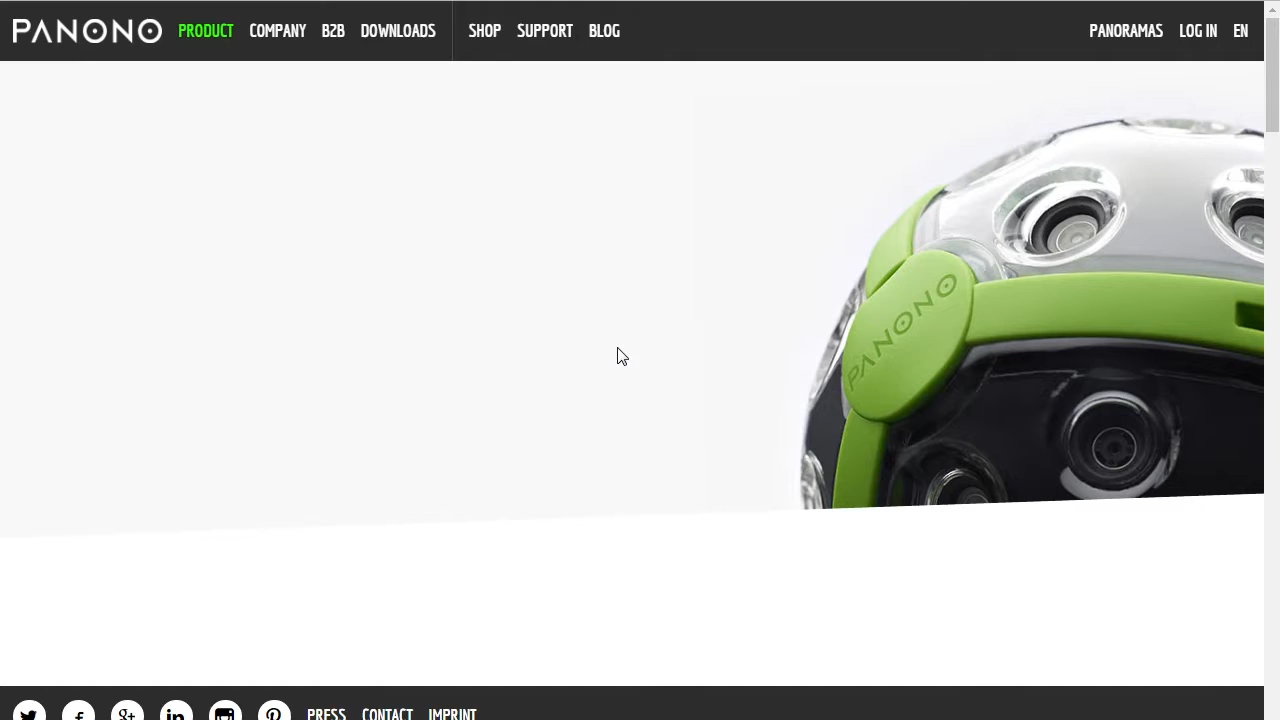 PANONO PRODUCT COMPANY B2B DOWNLOADS SHOP SUPPORT BLOG PANORAMAS LOG IN EN
PANONO
PRESS CONTACT IMPRINT